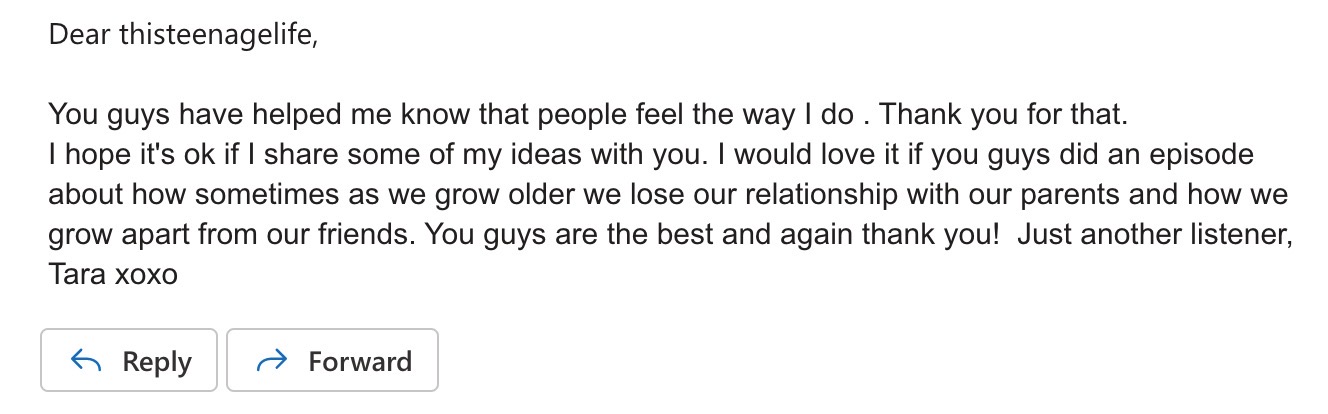 Dear thisteenagelife,
You guys have helped me know that people feel the way I do . Thank you for that.
I hope it's ok if I share some of my ideas with you. I would love it if you guys did an episode
about how sometimes as we grow older we lose our relationship with our parents and how we
grow apart from our friends. You guys are the best and again thank you!  Just another listener,
Tara xoxo
Reply Forward